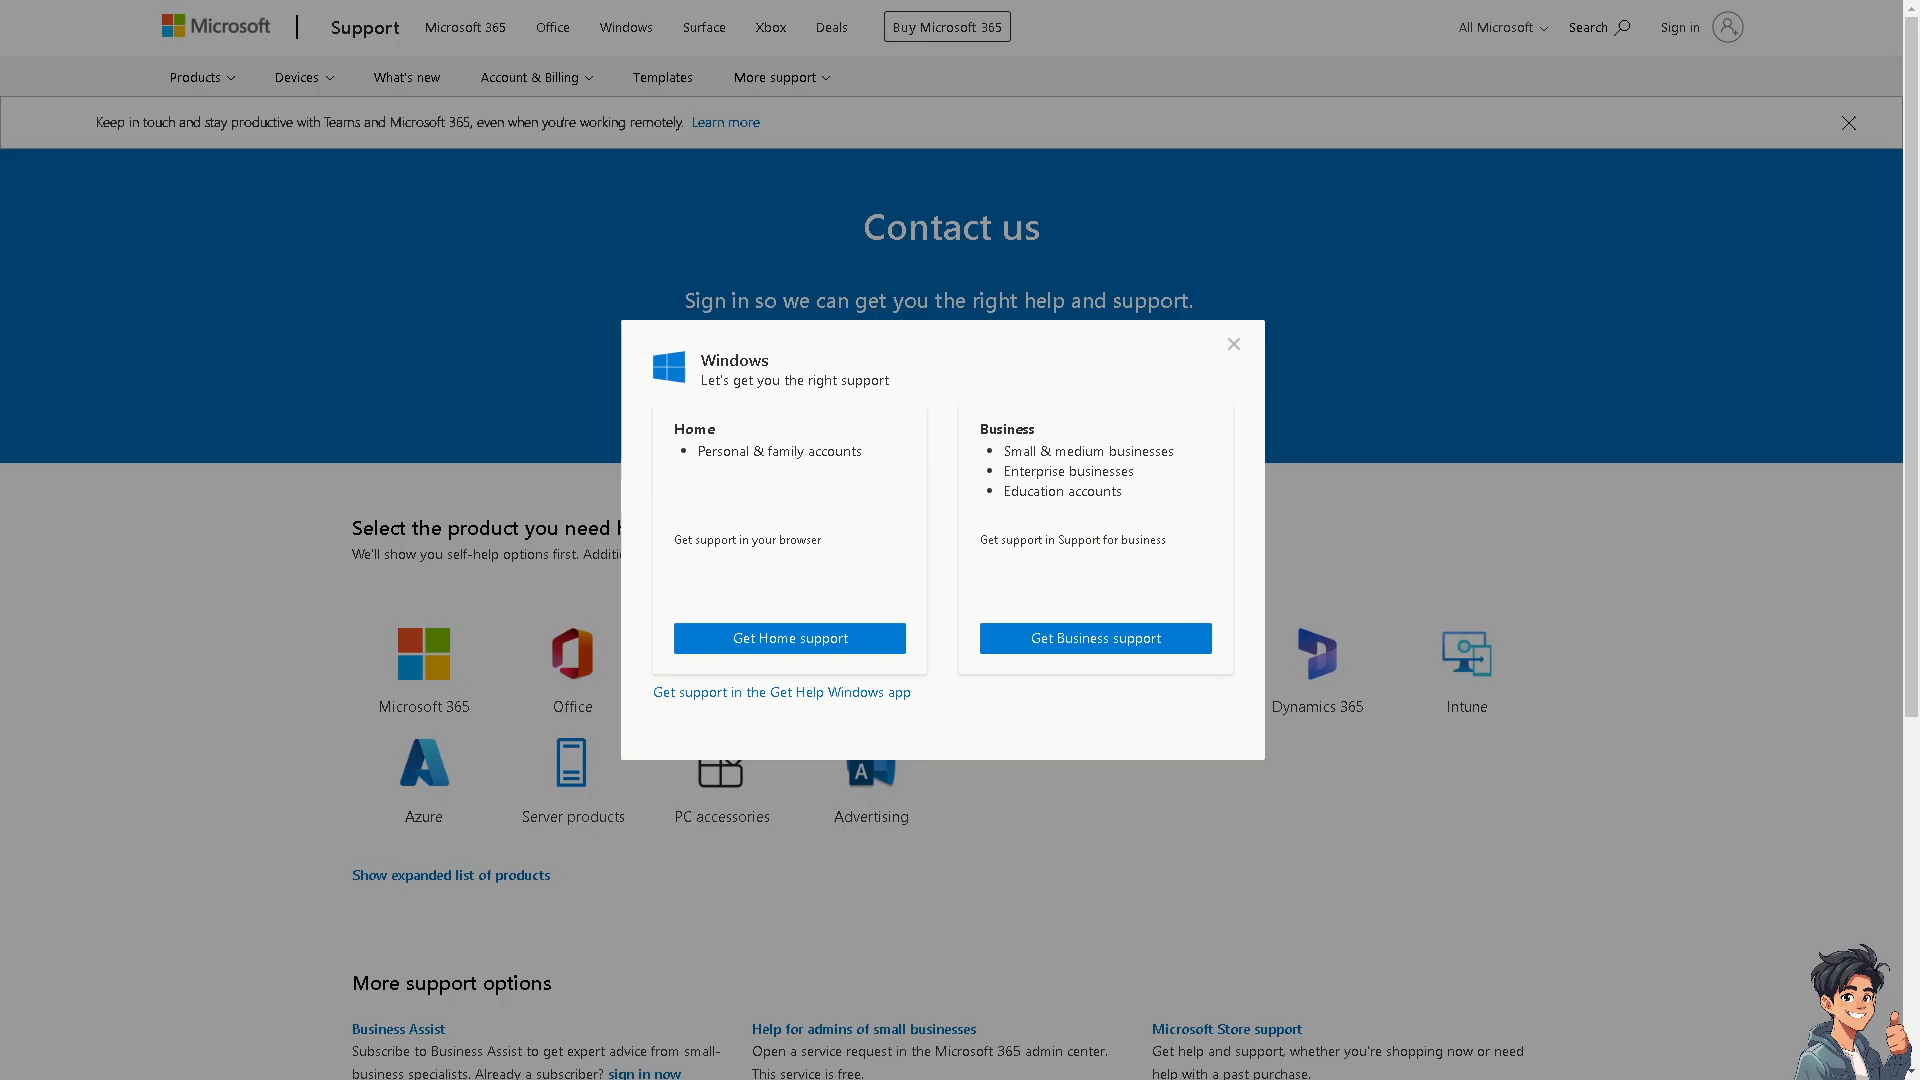 Microsoft
Support
Microsoft 365
Office
Windows
Surface
Xbox
Deals
Buy Microsoft 365
All Microsoft
Search
Sign in
Products
Devices
What's new
Account & Billing
Templates
More support
Keep in touch and stay productive with Teams and Microsoft 365, even when you're working remotely. Learn more
Contact us
Sign in so we can get you the right help and support.
Windows
Let's get you the right support
Home
Personal & family accounts
Get support in your browser
Get Home support
Business
Small & medium businesses
Enterprise businesses
Education accounts
Get support in Support for business
Get Business support
Get support in the Get Help Windows app
Select the product you need
We'll show you self-help options first.
Microsoft 365
Office
Dynamics 365
Intune
Azure
Server products
PC accessories
Advertising
Show expanded list of products
More support options
Business Assist
Subscribe to Business Assist to get expert advice from small-
business specialists. Already a subscriber? sign in now
Help for admins of small businesses
Open a service request in the Microsoft 365 admin center.
This service is free.
Microsoft Store support
Get help and support, whether you're shopping now or need
help with a past purchase.